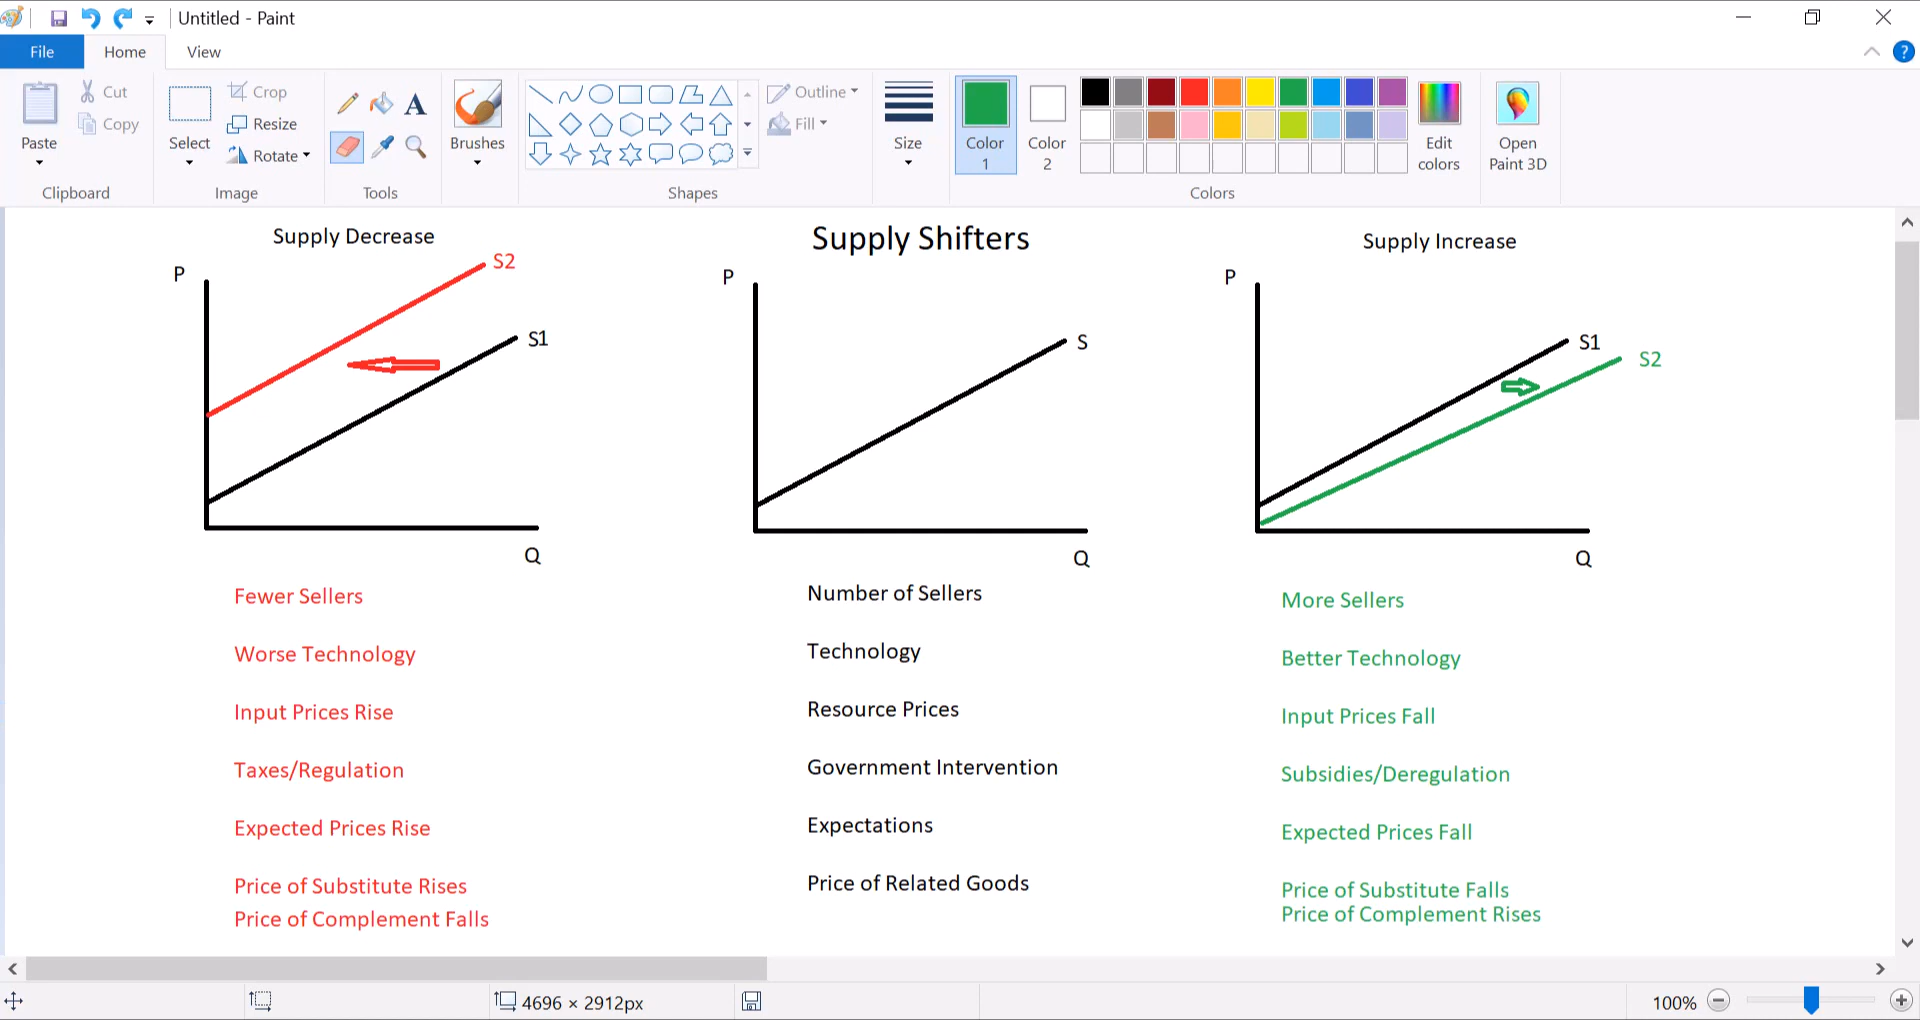 Untitled - Paint
File
Home
View
Paste
Cut
Copy
Clipboard
Select
Crop
Resize
Rotate
Image
A
Tools
Brushes
Shapes
Outline
Fill
Size
Color
1
Color
2
Colors
Edit
colors
Open
Paint 3D
?
Supply Decrease
P
S2
S1
Q
Fewer Sellers
Worse Technology
Input Prices Rise
Taxes/Regulation
Expected Prices Rise
Price of Substitute Rises
Price of Complement Falls
Supply Shifters
P
S
Q
Number of Sellers
Technology
Resource Prices
Government Intervention
Expectations
Price of Related Goods
Supply Increase
P
S1
S2
Q
More Sellers
Better Technology
Input Prices Fall
Subsidies/Deregulation
Expected Prices Fall
Price of Substitute Falls
Price of Complement Rises
4696 × 2912px
100%